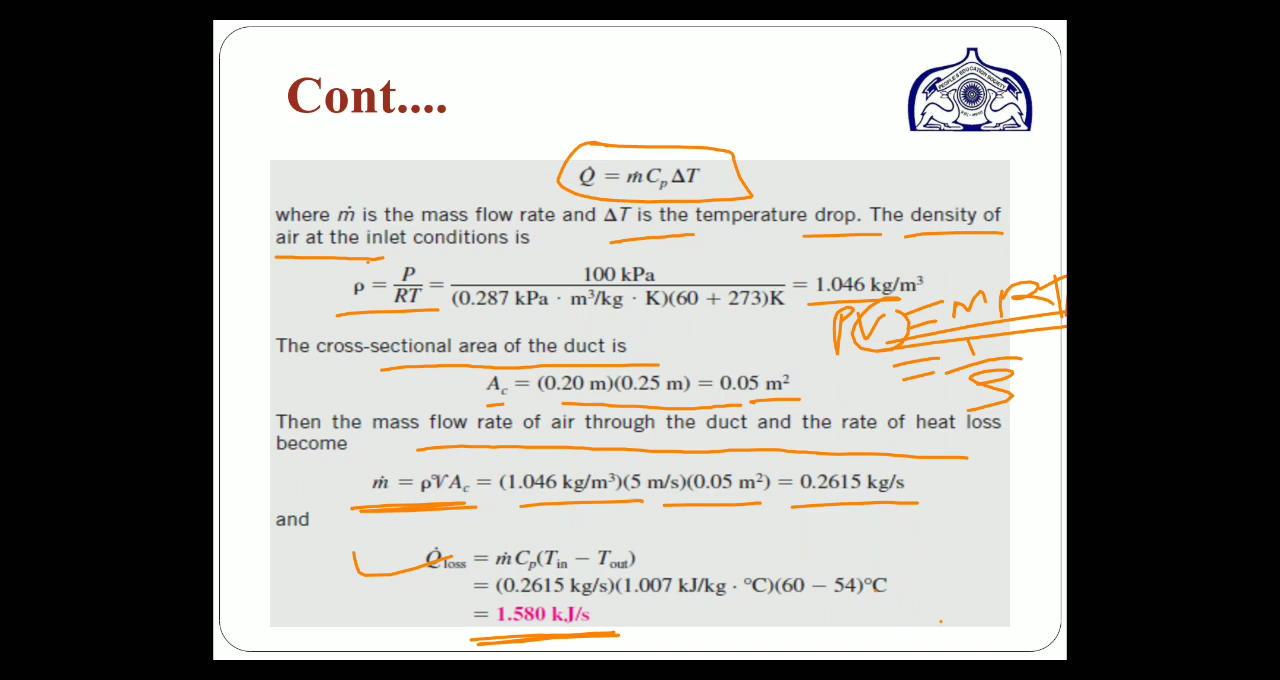 Cont....
PEOPLE'S EDUCATION SOCIETY
Q̇ = ṁ C_p ΔT
where ṁ is the mass flow rate and ΔT is the temperature drop. The density of
air at the inlet conditions is
ρ = P/RT = 100 kPa/(0.287 kPa · m³/kg · K)(60 + 273)K = 1.046 kg/m³
PV = mRT
The cross-sectional area of the duct is
A_c = (0.20 m)(0.25 m) = 0.05 m²
Then the mass flow rate of air through the duct and the rate of heat loss
become
ṁ = ρ𝒱A_c = (1.046 kg/m³)(5 m/s)(0.05 m²) = 0.2615 kg/s
and
Q̇_loss = ṁ C_p(T_in − T_out)
= (0.2615 kg/s)(1.007 kJ/kg · °C)(60 − 54)°C
= 1.580 kJ/s